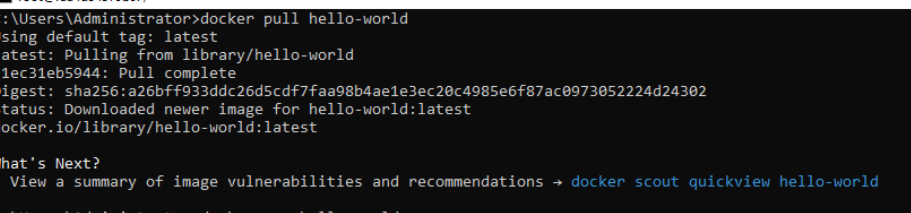 :\Users\Administrator>docker pull hello-world
sing default tag: latest
atest: Pulling from library/hello-world
1ec31eb5944: Pull complete
igest: sha256:a26bff933ddc26d5cdf7faa98b4ae1e3ec20c4985e6f87ac0973052224d24302
tatus: Downloaded newer image for hello-world:latest
ocker.io/library/hello-world:latest
hat's Next?
View a summary of image vulnerabilities and recommendations → docker scout quickview hello-world